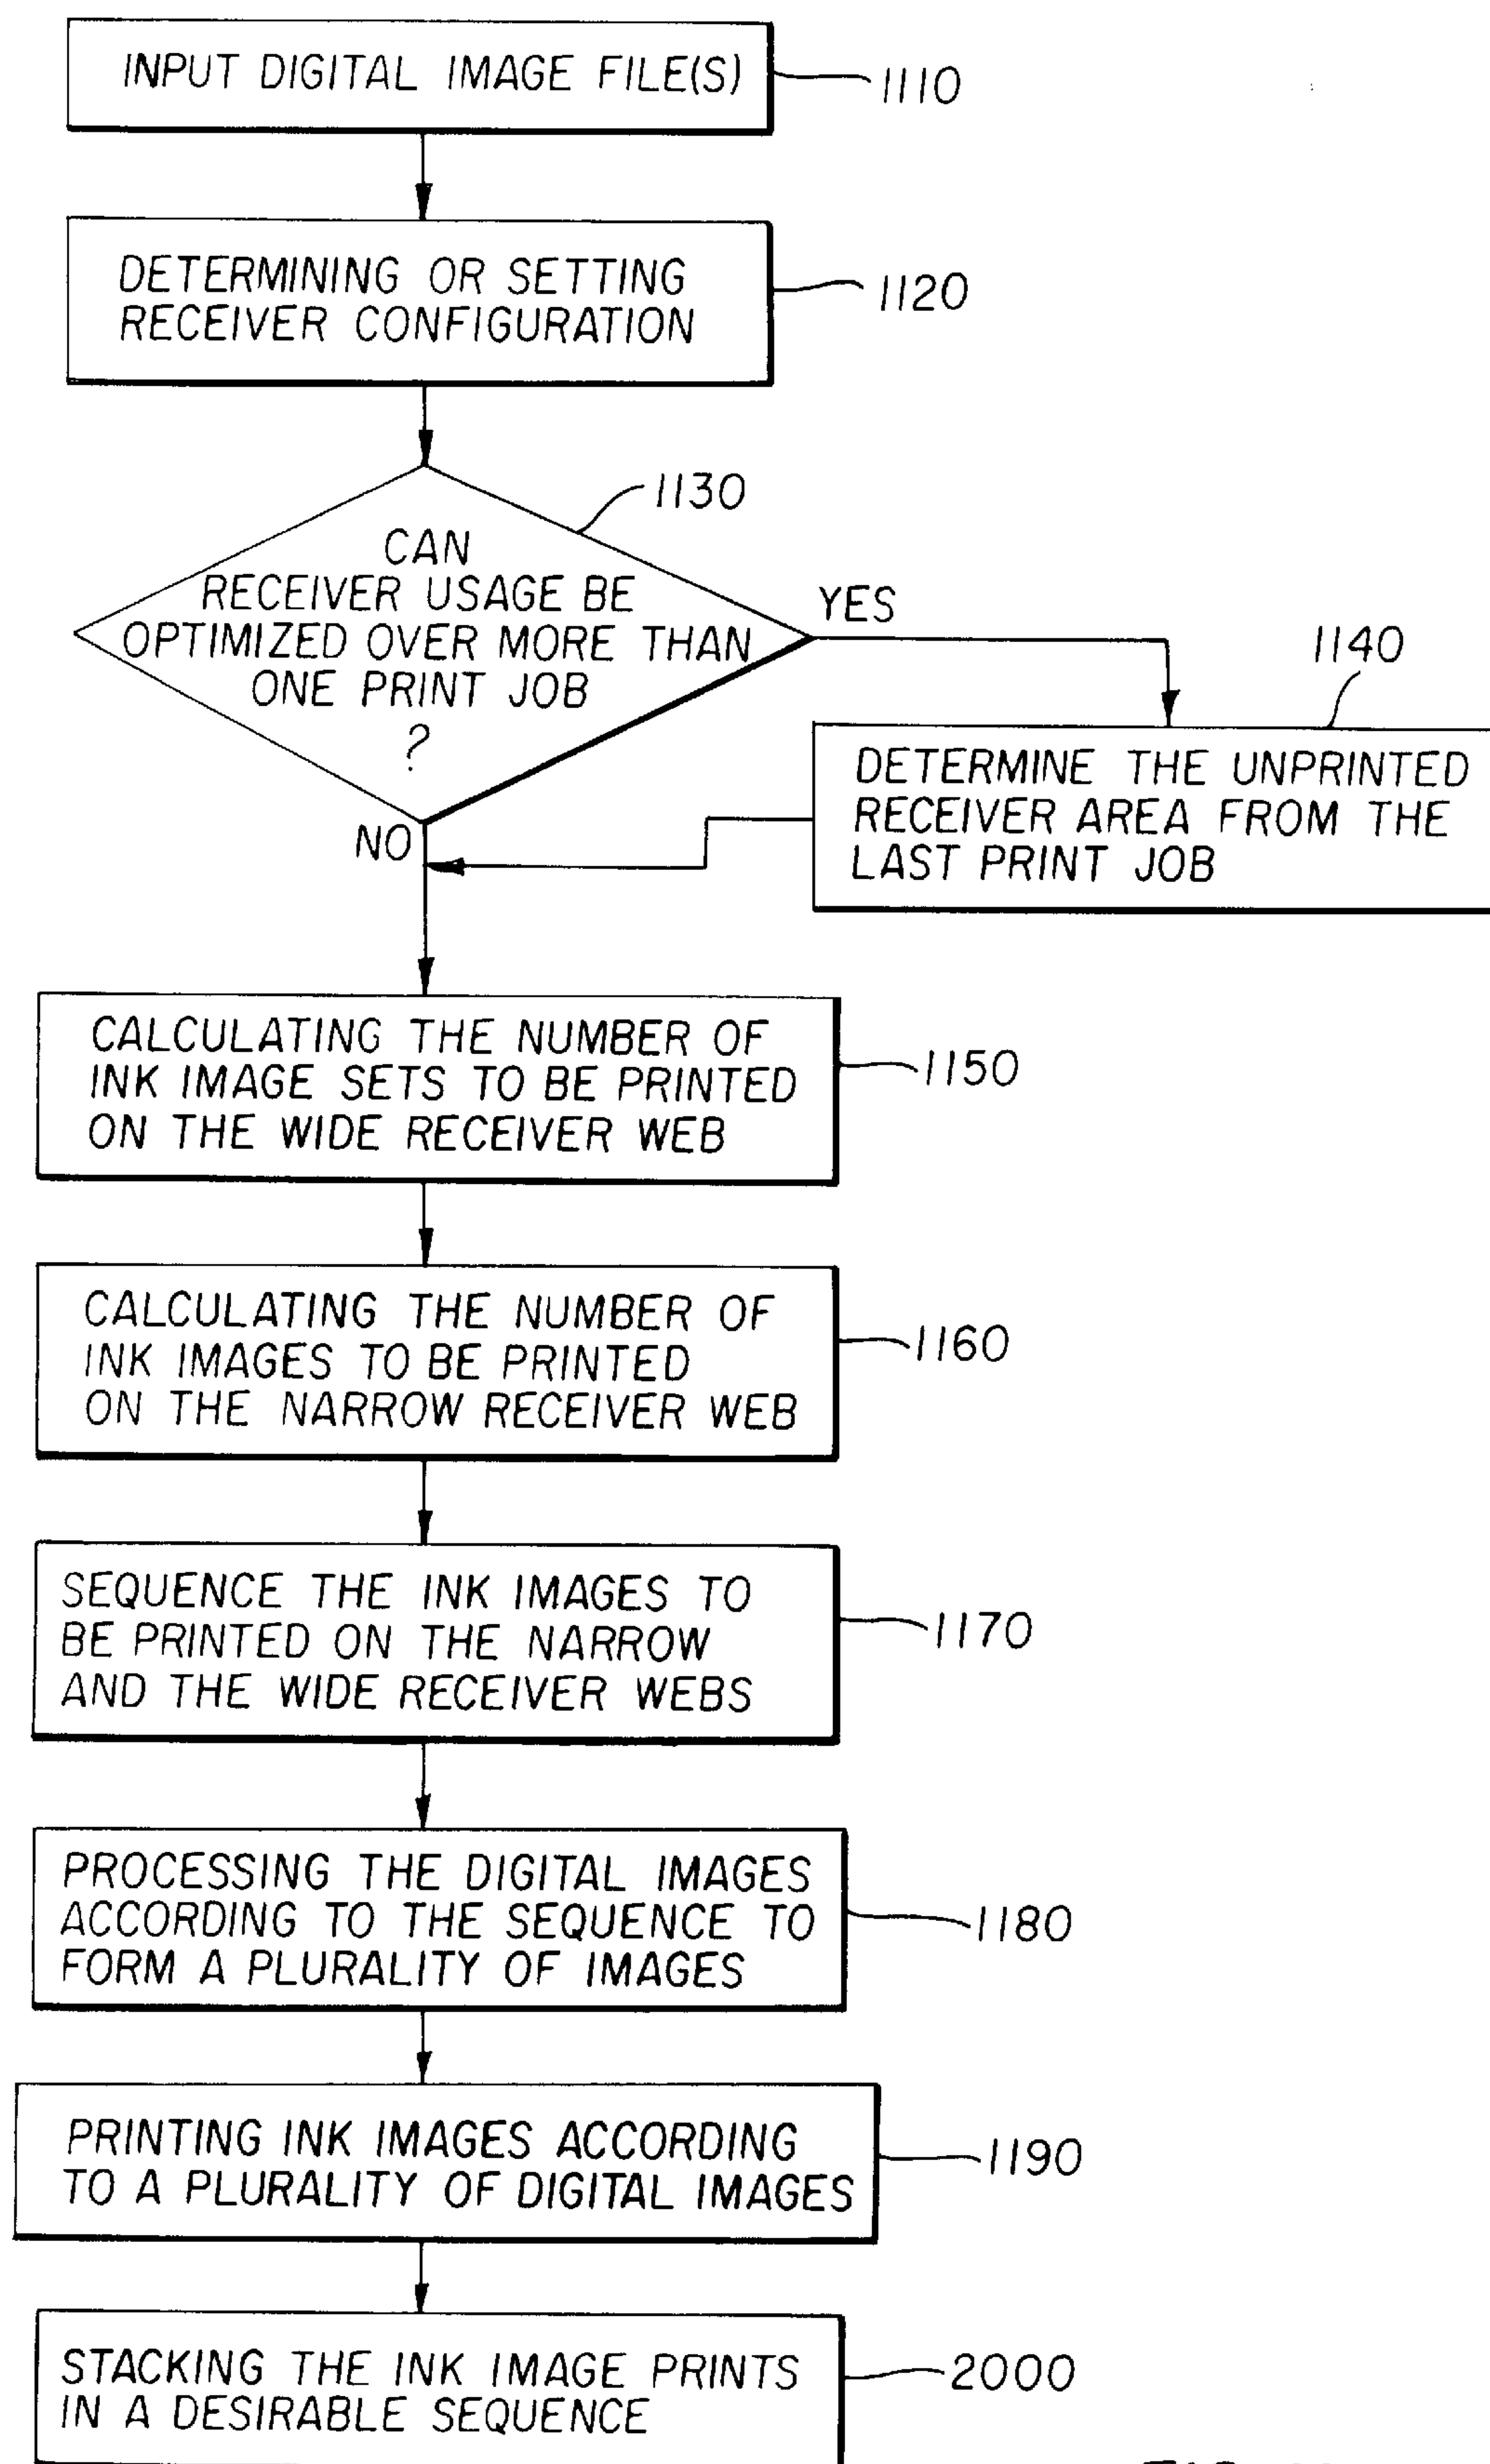 INPUT DIGITAL IMAGE FILE(S)
1110
DETERMINING OR SETTING
RECEIVER CONFIGURATION
1120
1130
CAN
RECEIVER USAGE BE
OPTIMIZED OVER MORE THAN
ONE PRINT JOB
?
YES
NO
1140
DETERMINE THE UNPRINTED
RECEIVER AREA FROM THE
LAST PRINT JOB
CALCULATING THE NUMBER OF
INK IMAGE SETS TO BE PRINTED
ON THE WIDE RECEIVER WEB
1150
CALCULATING THE NUMBER OF
INK IMAGES TO BE PRINTED
ON THE NARROW RECEIVER WEB
1160
SEQUENCE THE INK IMAGES TO
BE PRINTED ON THE NARROW
AND THE WIDE RECEIVER WEBS
1170
PROCESSING THE DIGITAL IMAGES
ACCORDING TO THE SEQUENCE TO
FORM A PLURALITY OF IMAGES
1180
PRINTING INK IMAGES ACCORDING
TO A PLURALITY OF DIGITAL IMAGES
1190
STACKING THE INK IMAGE PRINTS
IN A DESIRABLE SEQUENCE
2000